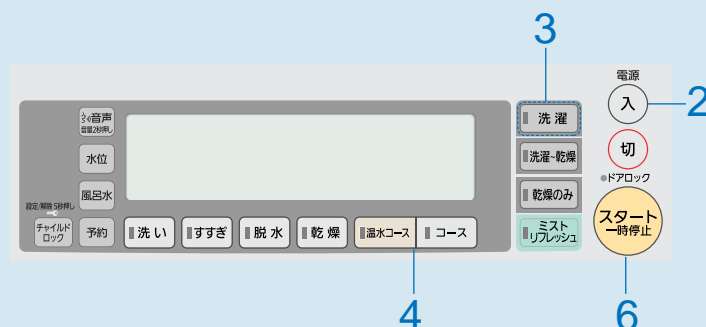 3
電源
入
2
音声
音量2秒押し
洗濯
水位
洗濯~乾燥
切
ドアロック
風呂水
乾燥のみ
設定/解除 5秒押し
チャイルド
ロック
予約
洗い
すすぎ
脱水
乾燥
温水コース
コース
ミスト
リフレッシュ
スタート
一時停止
4
6